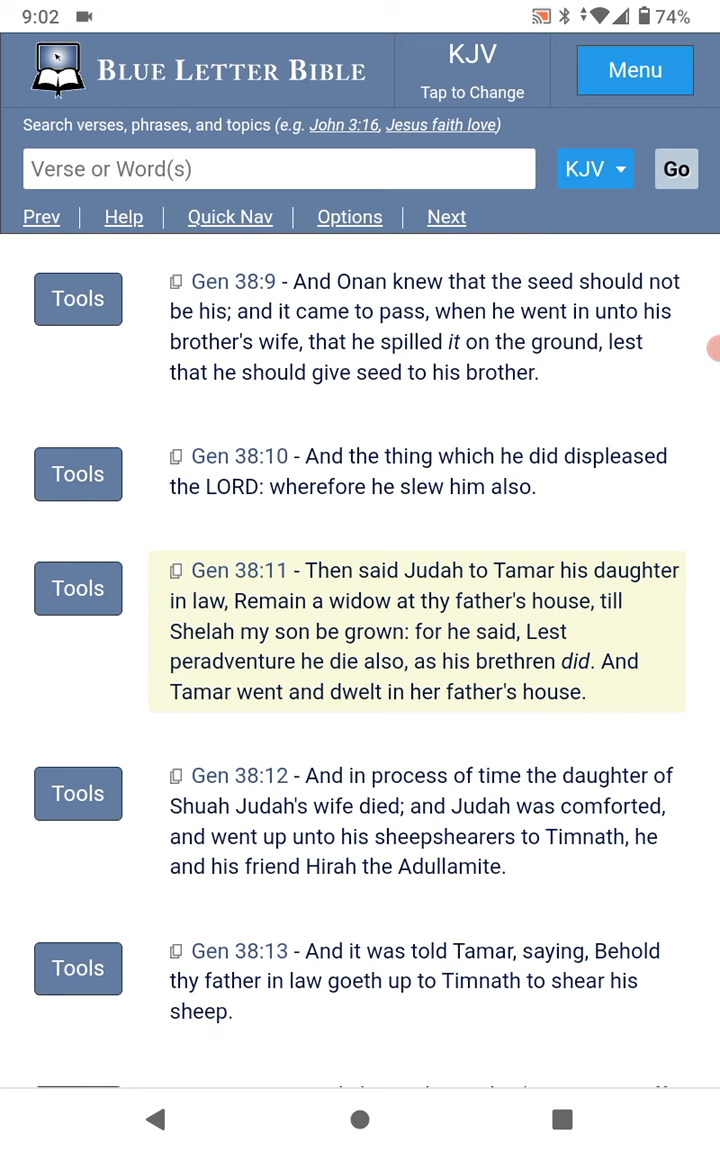 9:02 74%
BLUE LETTER BIBLE KJV Menu
Tap to Change
Search verses, phrases, and topics (e.g. John 3:16, Jesus faith love)
Verse or Word(s) KJV Go
Prev Help Quick Nav Options Next
Tools
Gen 38:9 - And Onan knew that the seed should not
be his; and it came to pass, when he went in unto his
brother's wife, that he spilled it on the ground, lest
that he should give seed to his brother.
Tools
Gen 38:10 - And the thing which he did displeased
the LORD: wherefore he slew him also.
Tools
Gen 38:11 - Then said Judah to Tamar his daughter
in law, Remain a widow at thy father's house, till
Shelah my son be grown: for he said, Lest
peradventure he die also, as his brethren did. And
Tamar went and dwelt in her father's house.
Tools
Gen 38:12 - And in process of time the daughter of
Shuah Judah's wife died; and Judah was comforted,
and went up unto his sheepshearers to Timnath, he
and his friend Hirah the Adullamite.
Tools
Gen 38:13 - And it was told Tamar, saying, Behold
thy father in law goeth up to Timnath to shear his
sheep.